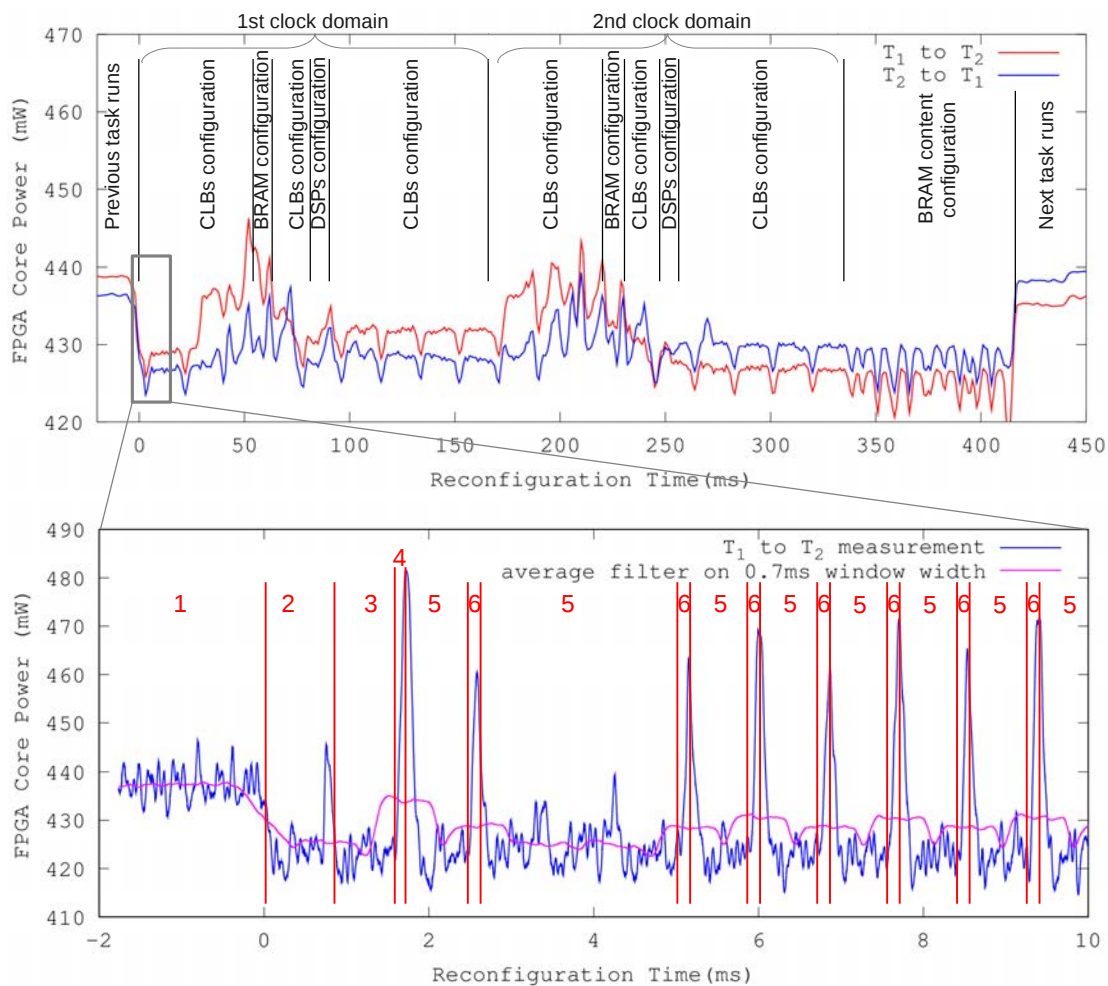 1st clock domain
2nd clock domain
470
460
450
440
430
420
FPGA Core Power (mW)
Previous task runs
CLBs configuration
BRAM configuration
CLBs configuration
DSPs configuration
CLBs configuration
CLBs configuration
BRAM configuration
CLBs configuration
DSPs configuration
CLBs configuration
BRAM content
configuration
Next task runs
T1 to T2
T2 to T1
0 50 100 150 200 250 300 350 400 450
Reconfiguration Time(ms)
490
480
470
460
450
440
430
420
410
FPGA Core Power (mW)
T1 to T2 measurement
average filter on 0.7ms window width
4
1 2 3 5 6 5 6 5 6 5 6 5 6 5 6 5 6 5
-2 0 2 4 6 8 10
Reconfiguration Time(ms)